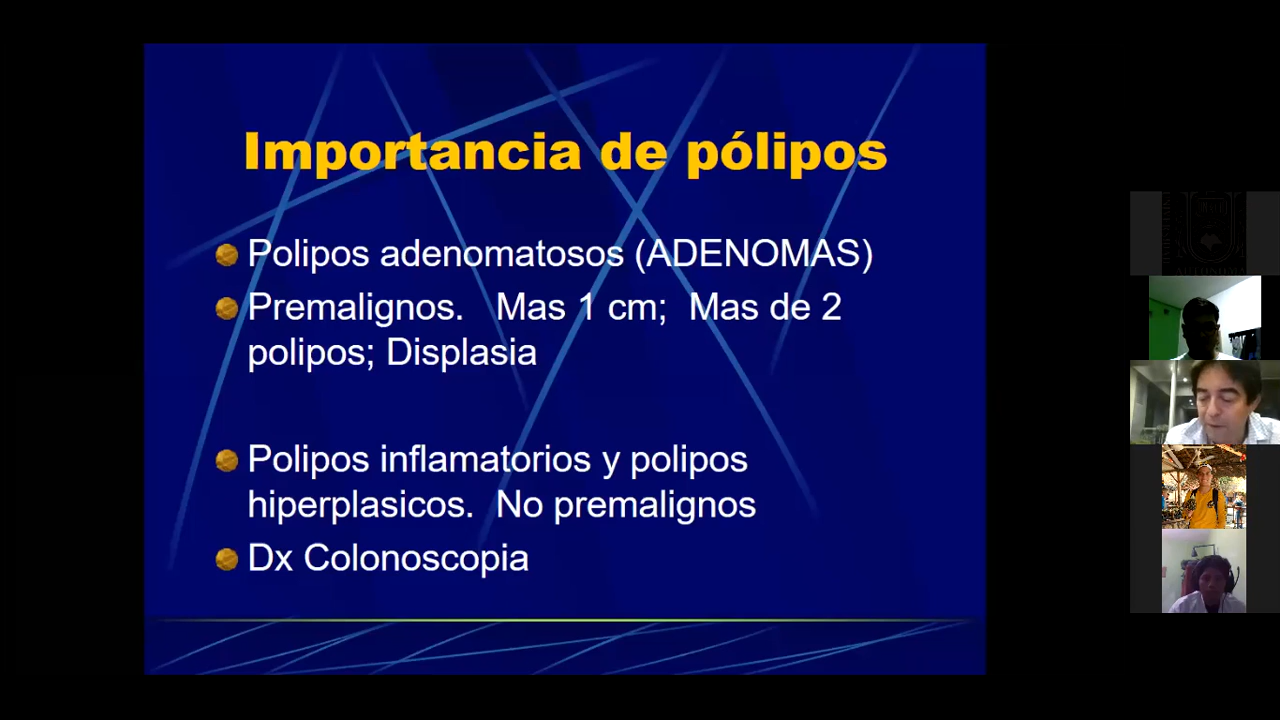 Importancia de pólipos
Polipos adenomatosos (ADENOMAS)
Premalignos. Mas 1 cm; Mas de 2
polipos; Displasia
Polipos inflamatorios y polipos
hiperplasicos. No premalignos
Dx Colonoscopia